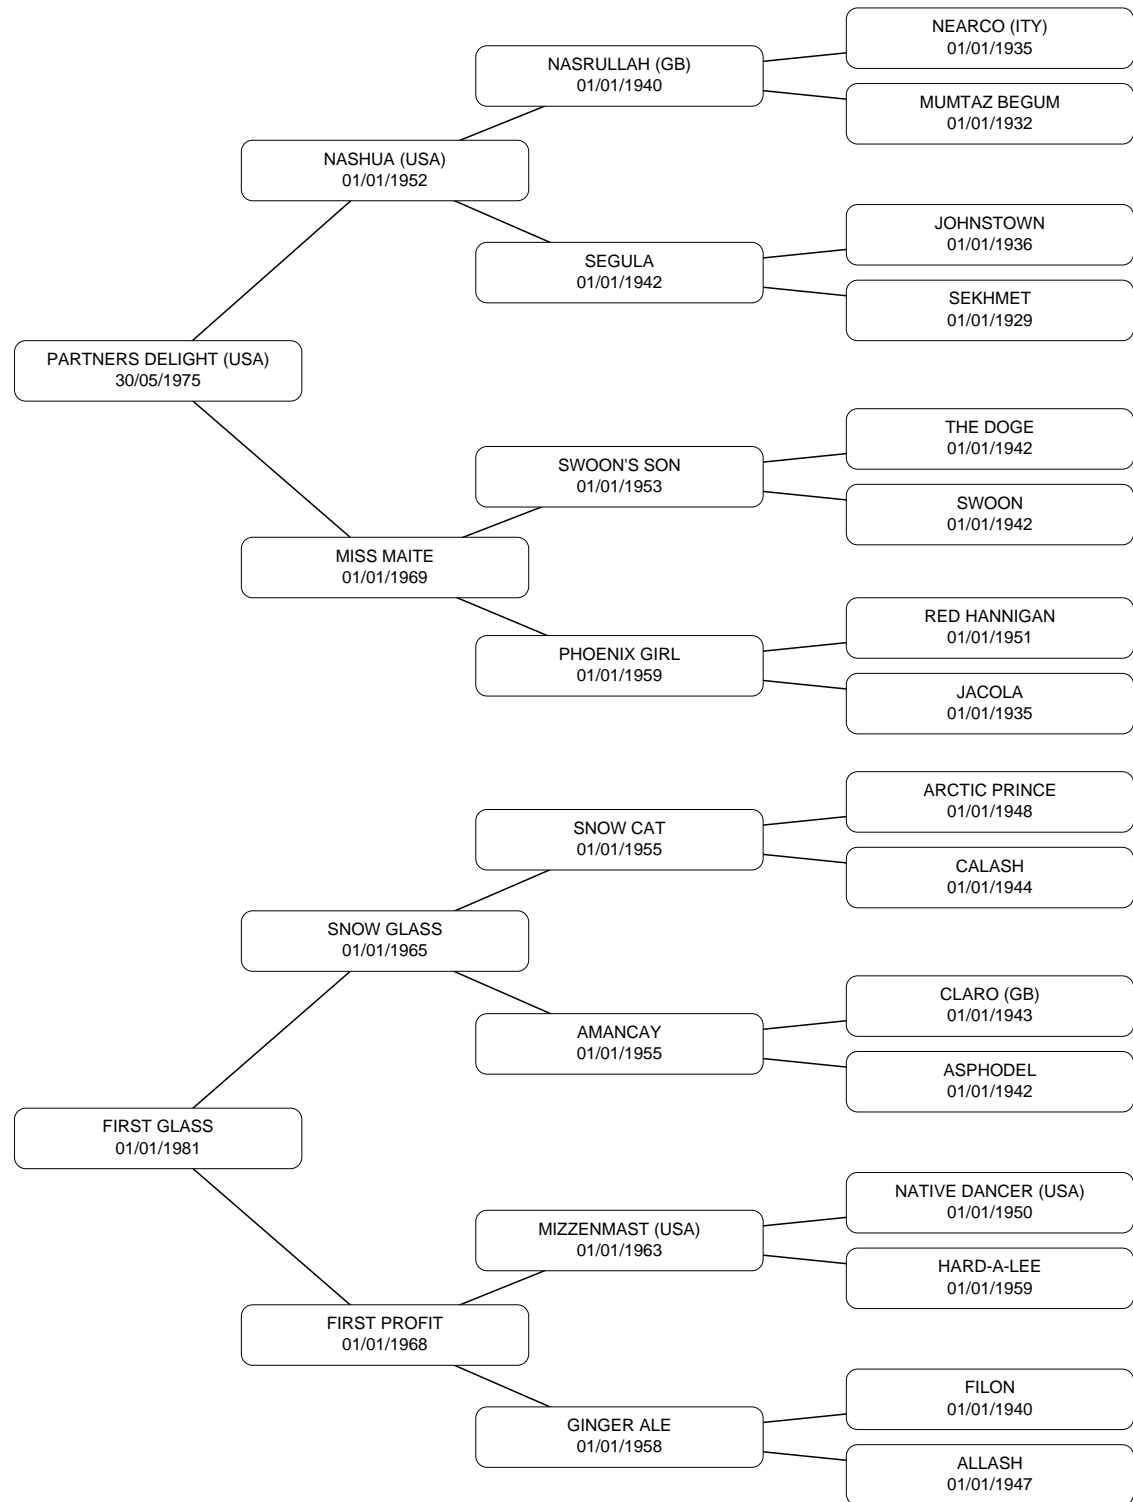 NEARCO (ITY)
01/01/1935
NASRULLAH (GB)
01/01/1940
MUMTAZ BEGUM
01/01/1932
NASHUA (USA)
01/01/1952
JOHNSTOWN
01/01/1936
SEGULA
01/01/1942
SEKHMET
01/01/1929
PARTNERS DELIGHT (USA)
30/05/1975
THE DOGE
01/01/1942
SWOON'S SON
01/01/1953
SWOON
01/01/1942
MISS MAITE
01/01/1969
RED HANNIGAN
01/01/1951
PHOENIX GIRL
01/01/1959
JACOLA
01/01/1935
ARCTIC PRINCE
01/01/1948
SNOW CAT
01/01/1955
CALASH
01/01/1944
SNOW GLASS
01/01/1965
CLARO (GB)
01/01/1943
AMANCAY
01/01/1955
ASPHODEL
01/01/1942
FIRST GLASS
01/01/1981
NATIVE DANCER (USA)
01/01/1950
MIZZENMAST (USA)
01/01/1963
HARD-A-LEE
01/01/1959
FIRST PROFIT
01/01/1968
FILON
01/01/1940
GINGER ALE
01/01/1958
ALLASH
01/01/1947